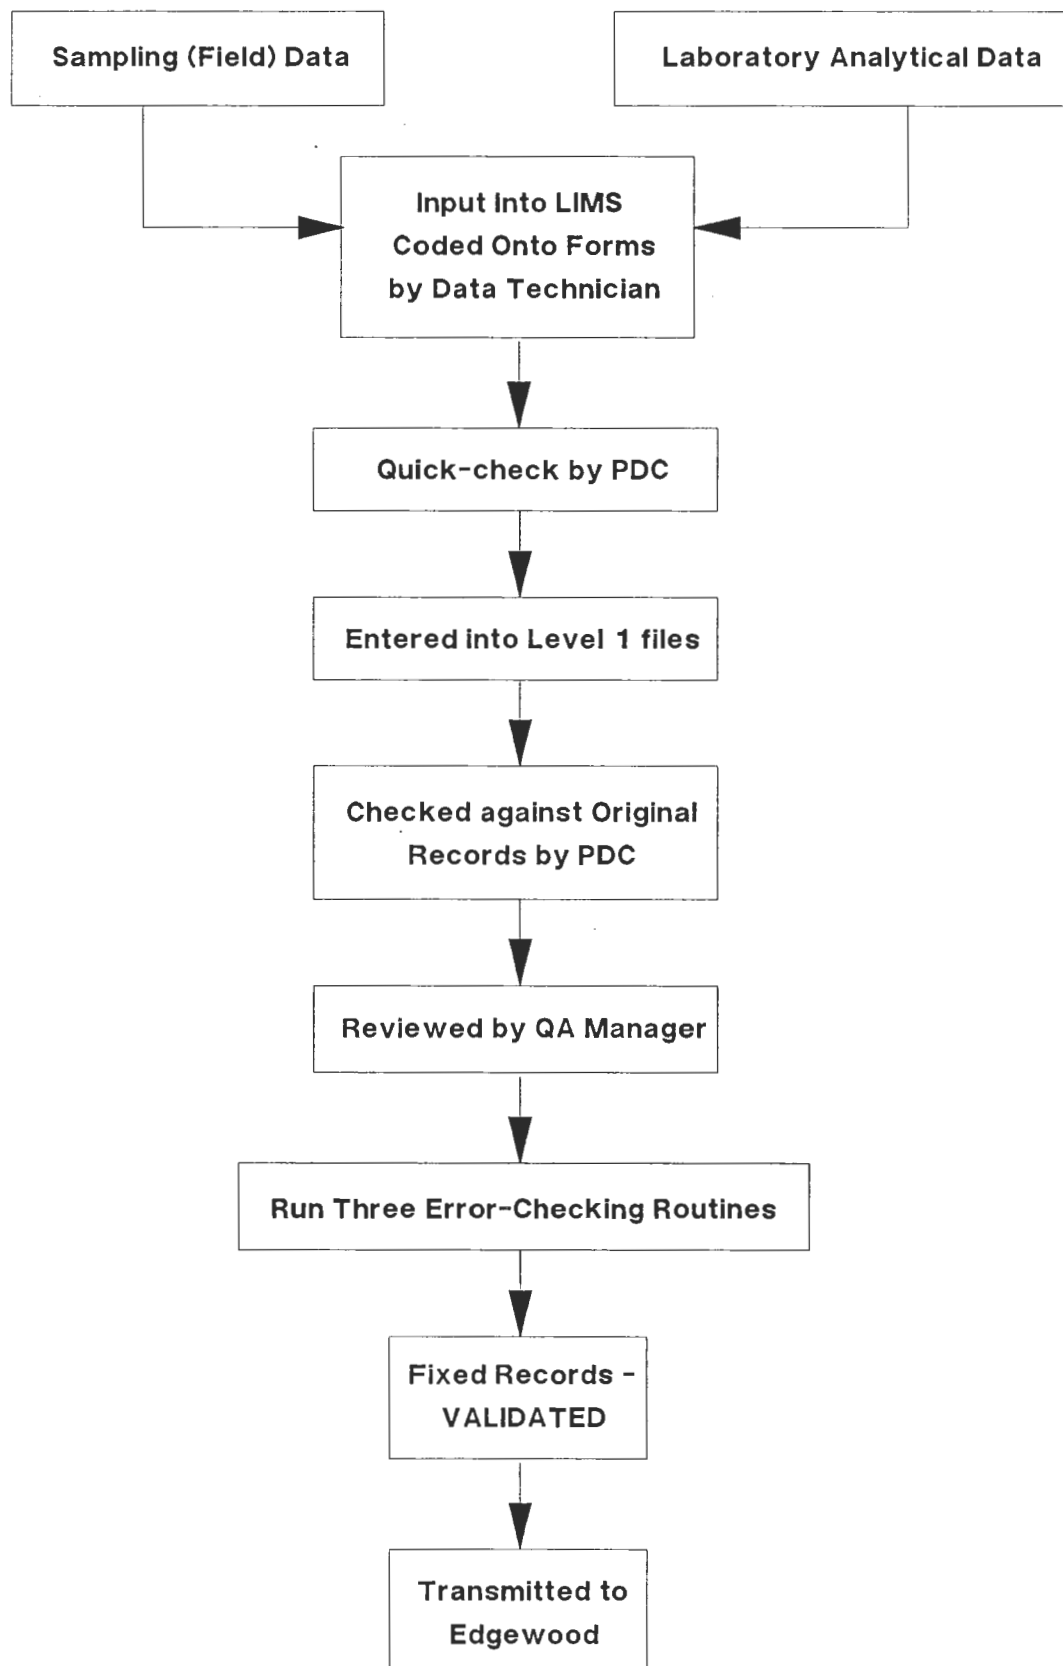 Sampling (Field) Data
Laboratory Analytical Data
Input into LIMS
Coded Onto Forms
by Data Technician
Quick-check by PDC
Entered into Level 1 files
Checked against Original
Records by PDC
Reviewed by QA Manager
Run Three Error-Checking Routines
Fixed Records -
VALIDATED
Transmitted to
Edgewood